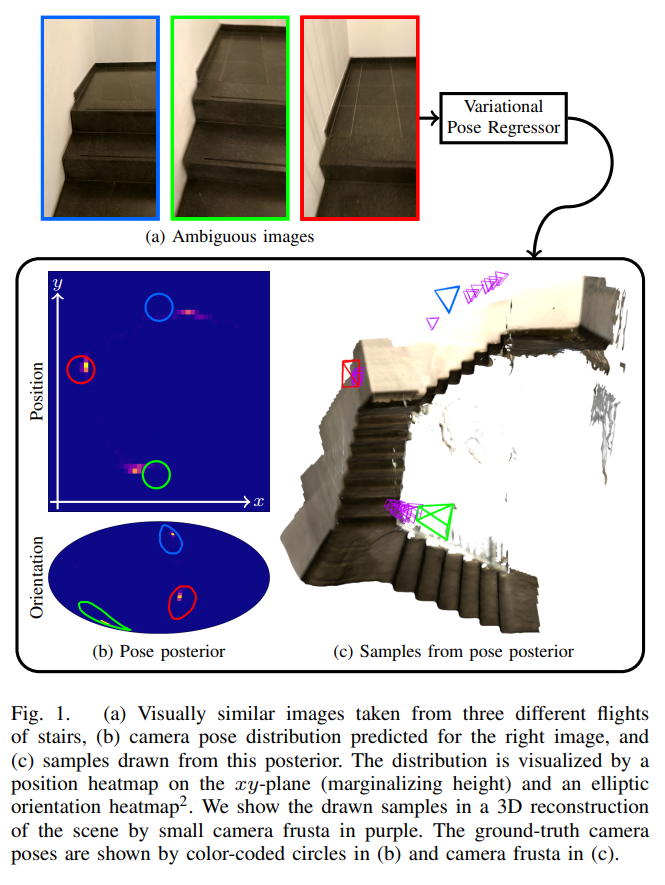 Variational
Pose Regressor
(a) Ambiguous images
y
Position
x
Orientation
(b) Pose posterior
(c) Samples from pose posterior
Fig. 1. (a) Visually similar images taken from three different flights
of stairs, (b) camera pose distribution predicted for the right image, and
(c) samples drawn from this posterior. The distribution is visualized by a
position heatmap on the xy-plane (marginalizing height) and an elliptic
orientation heatmap². We show the drawn samples in a 3D reconstruction
of the scene by small camera frusta in purple. The ground-truth camera
poses are shown by color-coded circles in (b) and camera frusta in (c).